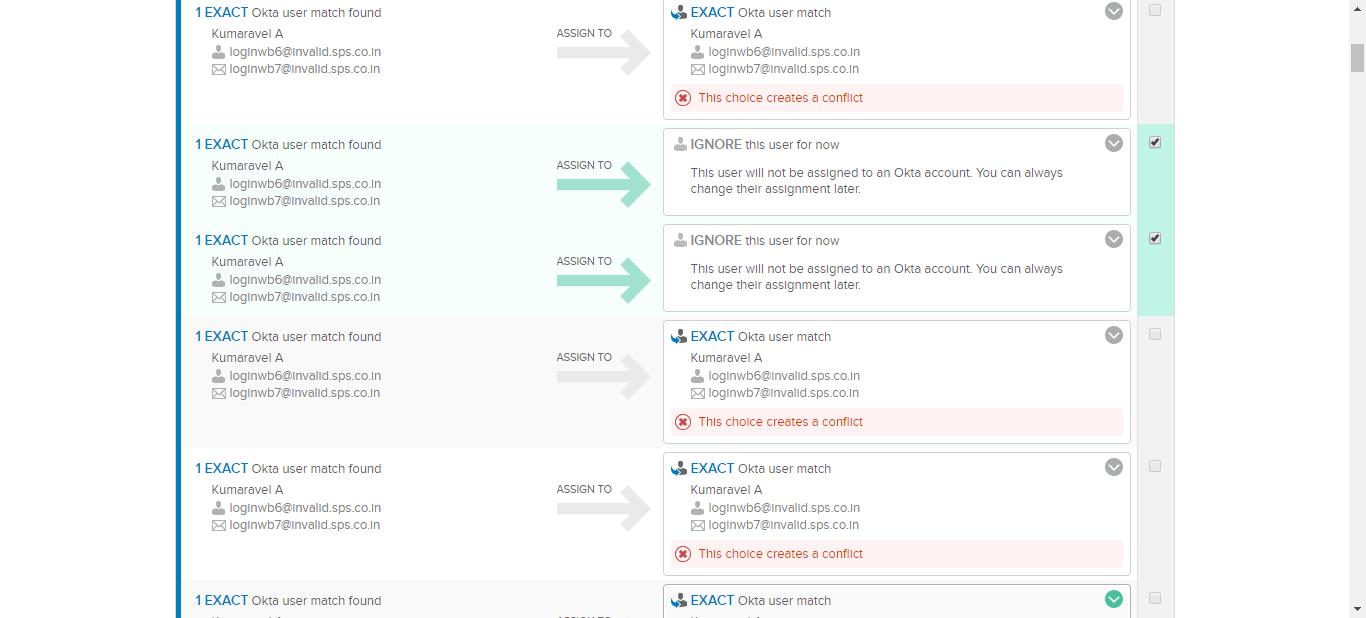 1 EXACT Okta user match found
Kumaravel A
loginwb6@invalid.sps.co.in
loginwb7@invalid.sps.co.in
ASSIGN TO
EXACT Okta user match
Kumaravel A
loginwb6@invalid.sps.co.in
loginwb7@invalid.sps.co.in
This choice creates a conflict
1 EXACT Okta user match found
Kumaravel A
loginwb6@invalid.sps.co.in
loginwb7@invalid.sps.co.in
ASSIGN TO
IGNORE this user for now
This user will not be assigned to an Okta account. You can always
change their assignment later.
1 EXACT Okta user match found
Kumaravel A
loginwb6@invalid.sps.co.in
loginwb7@invalid.sps.co.in
ASSIGN TO
IGNORE this user for now
This user will not be assigned to an Okta account. You can always
change their assignment later.
1 EXACT Okta user match found
Kumaravel A
loginwb6@invalid.sps.co.in
loginwb7@invalid.sps.co.in
ASSIGN TO
EXACT Okta user match
Kumaravel A
loginwb6@invalid.sps.co.in
loginwb7@invalid.sps.co.in
This choice creates a conflict
1 EXACT Okta user match found
Kumaravel A
loginwb6@invalid.sps.co.in
loginwb7@invalid.sps.co.in
ASSIGN TO
EXACT Okta user match
Kumaravel A
loginwb6@invalid.sps.co.in
loginwb7@invalid.sps.co.in
This choice creates a conflict
1 EXACT Okta user match found
EXACT Okta user match